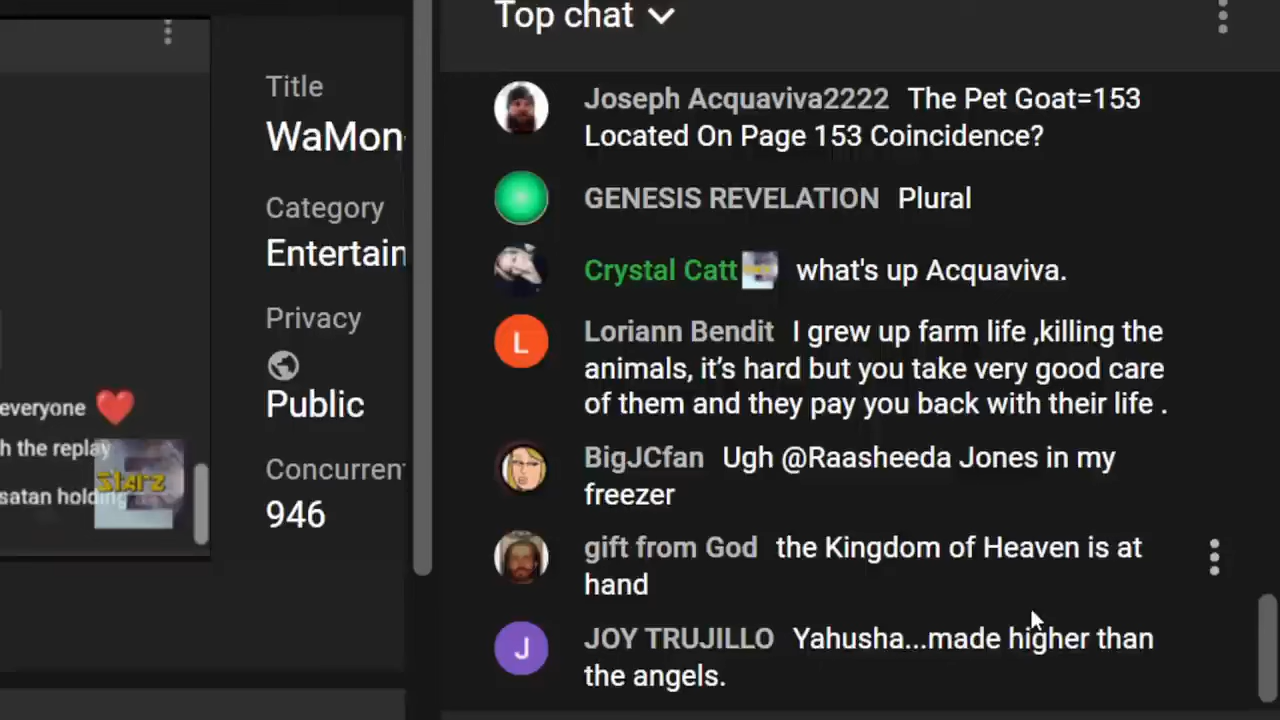 Top chat
Joseph Acquaviva2222 The Pet Goat=153
Located On Page 153 Coincidence?
GENESIS REVELATION Plural
Crystal Catt what's up Acquaviva.
L
Loriann Bendit I grew up farm life ,killing the
animals, it's hard but you take very good care
of them and they pay you back with their life .
BigJCfan Ugh @Raasheeda Jones in my
freezer
gift from God the Kingdom of Heaven is at
hand
J
JOY TRUJILLO Yahusha...made higher than
the angels.
Title
WaMon
Category
Entertain
Privacy
Public
Concurren
946
everyone
h the replay
satan holding
Starz